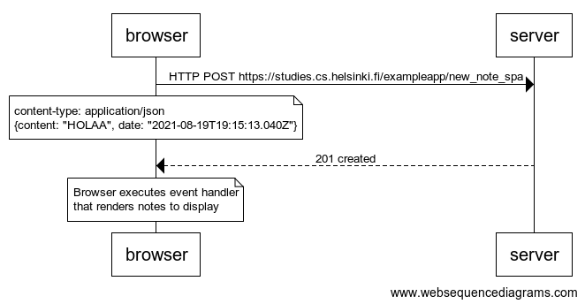 browser
server
HTTP POST https://studies.cs.helsinki.fi/exampleapp/new_note_spa
content-type: application/json
{content: "HOLAA", date: "2021-08-19T19:15:13.040Z"}
201 created
Browser executes event handler
that renders notes to display
browser
server
www.websequencediagrams.com